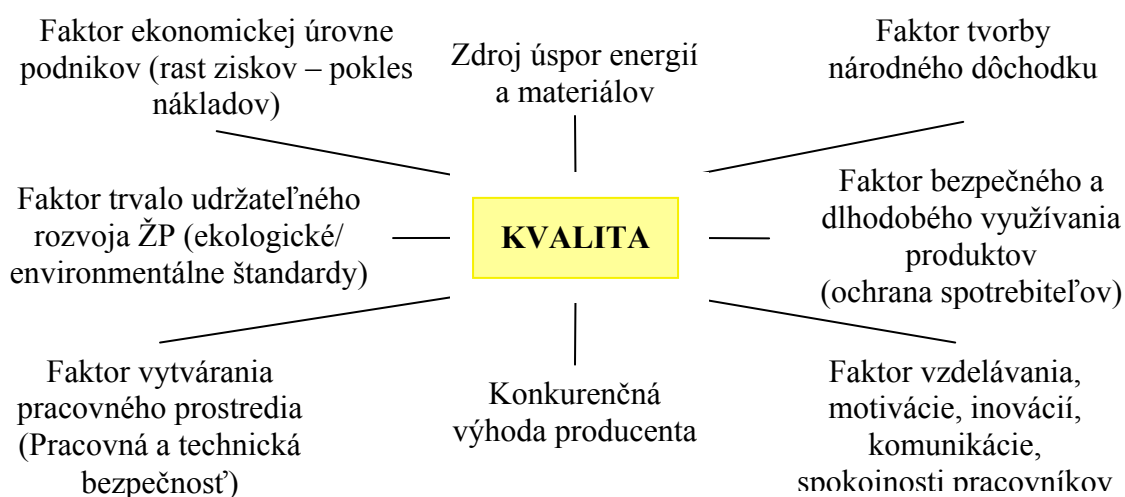 Faktor ekonomickej úrovne
podnikov (rast ziskov – pokles
nákladov)
Zdroj úspor energií
a materiálov
Faktor tvorby
národného dôchodku
Faktor trvalo udržateľného
rozvoja ŽP (ekologické/
environmentálne štandardy)
KVALITA
Faktor bezpečného a
dlhodobého využívania
produktov
(ochrana spotrebiteľov)
Faktor vytvárania
pracovného prostredia
(Pracovná a technická
bezpečnosť)
Konkurenčná
výhoda producenta
Faktor vzdelávania,
motivácie, inovácií,
komunikácie,
spokojnosti pracovníkov